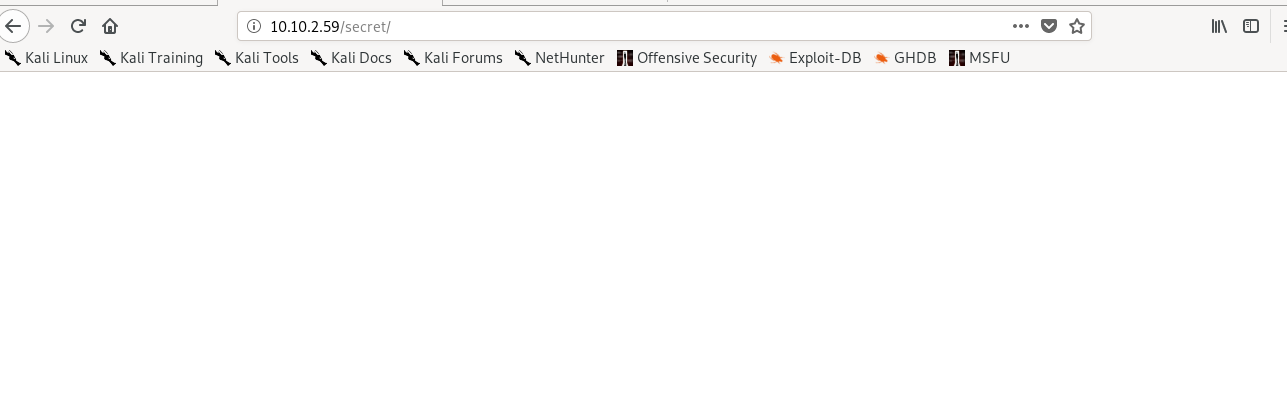 10.10.2.59/secret/
Kali Linux Kali Training Kali Tools Kali Docs Kali Forums NetHunter Offensive Security Exploit-DB GHDB MSFU